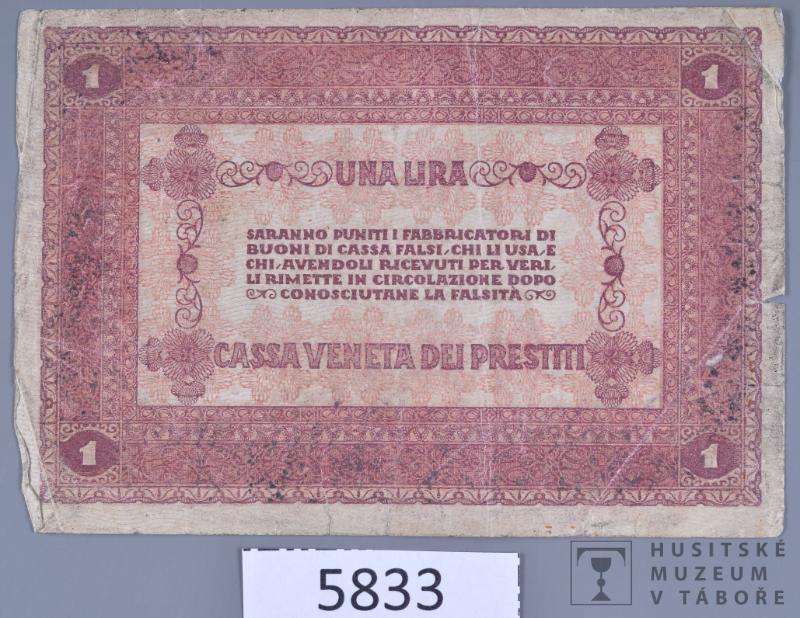 1
1
UNA LIRA
SARANNO PUNITI I FABBRICATORI DI
BUONI DI CASSA FALSI, CHI LI USA, E
CHI, AVENDOLI RICEVUTI PER VERI,
LI RIMETTE IN CIRCOLAZIONE DOPO
CONOSCIUTANE LA FALSITÀ
CASSA VENETA DEI PRESTITI
1
1
5833
HUSITSKÉ
MUZEUM
V TÁBOŘE